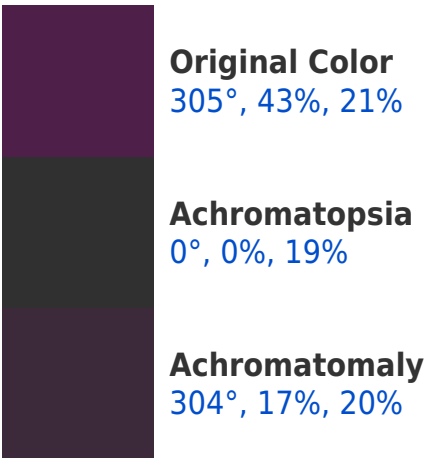 Original Color
305°, 43%, 21%
Achromatopsia
0°, 0%, 19%
Achromatomaly
304°, 17%, 20%